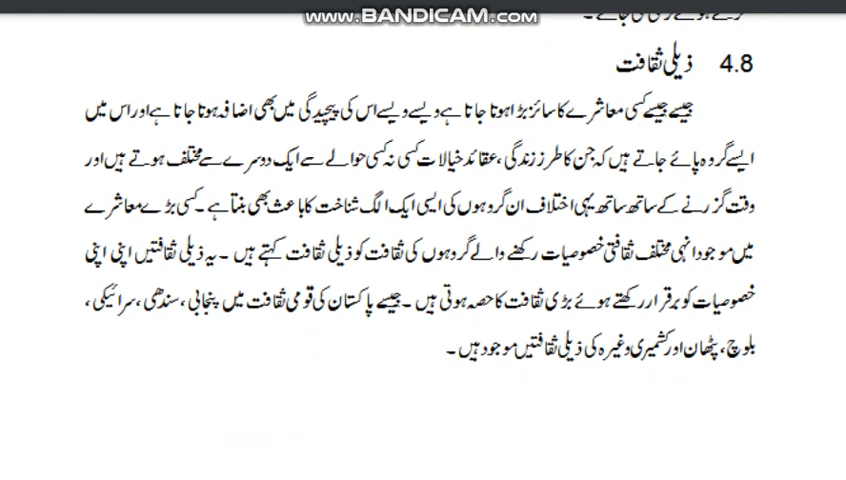 www.BANDICAM.com
4.8 ذیلی ثقافت
جیسے جیسے کسی معاشرے کا سائز بڑا ہوتا جاتا ہے ویسے ویسے اس کی پیچیدگی میں بھی اضافہ ہوتا جاتا ہے اور اس میں
ایسے گروہ پائے جاتے ہیں کہ جن کا طرز زندگی، عقائد خیالات کسی نہ کسی حوالے سے ایک دوسرے سے مختلف ہوتے ہیں اور
وقت گزرنے کے ساتھ ساتھ یہی اختلاف ان گروہوں کی ایسی ایک الگ شناخت کا باعث بھی بنتا ہے۔ کسی بڑے معاشرے
میں موجود انہی مختلف ثقافتی خصوصیات رکھنے والے گروہوں کی ثقافت کو ذیلی ثقافت کہتے ہیں۔ یہ ذیلی ثقافتیں اپنی اپنی
خصوصیات کو برقرار رکھتے ہوئے بڑی ثقافت کا حصہ ہوتی ہیں۔ جیسے پاکستان کی قومی ثقافت میں پنجابی، سندھی، سرائیکی،
بلوچ، پٹھان اور کشمیری وغیرہ کی ذیلی ثقافتیں موجود ہیں۔